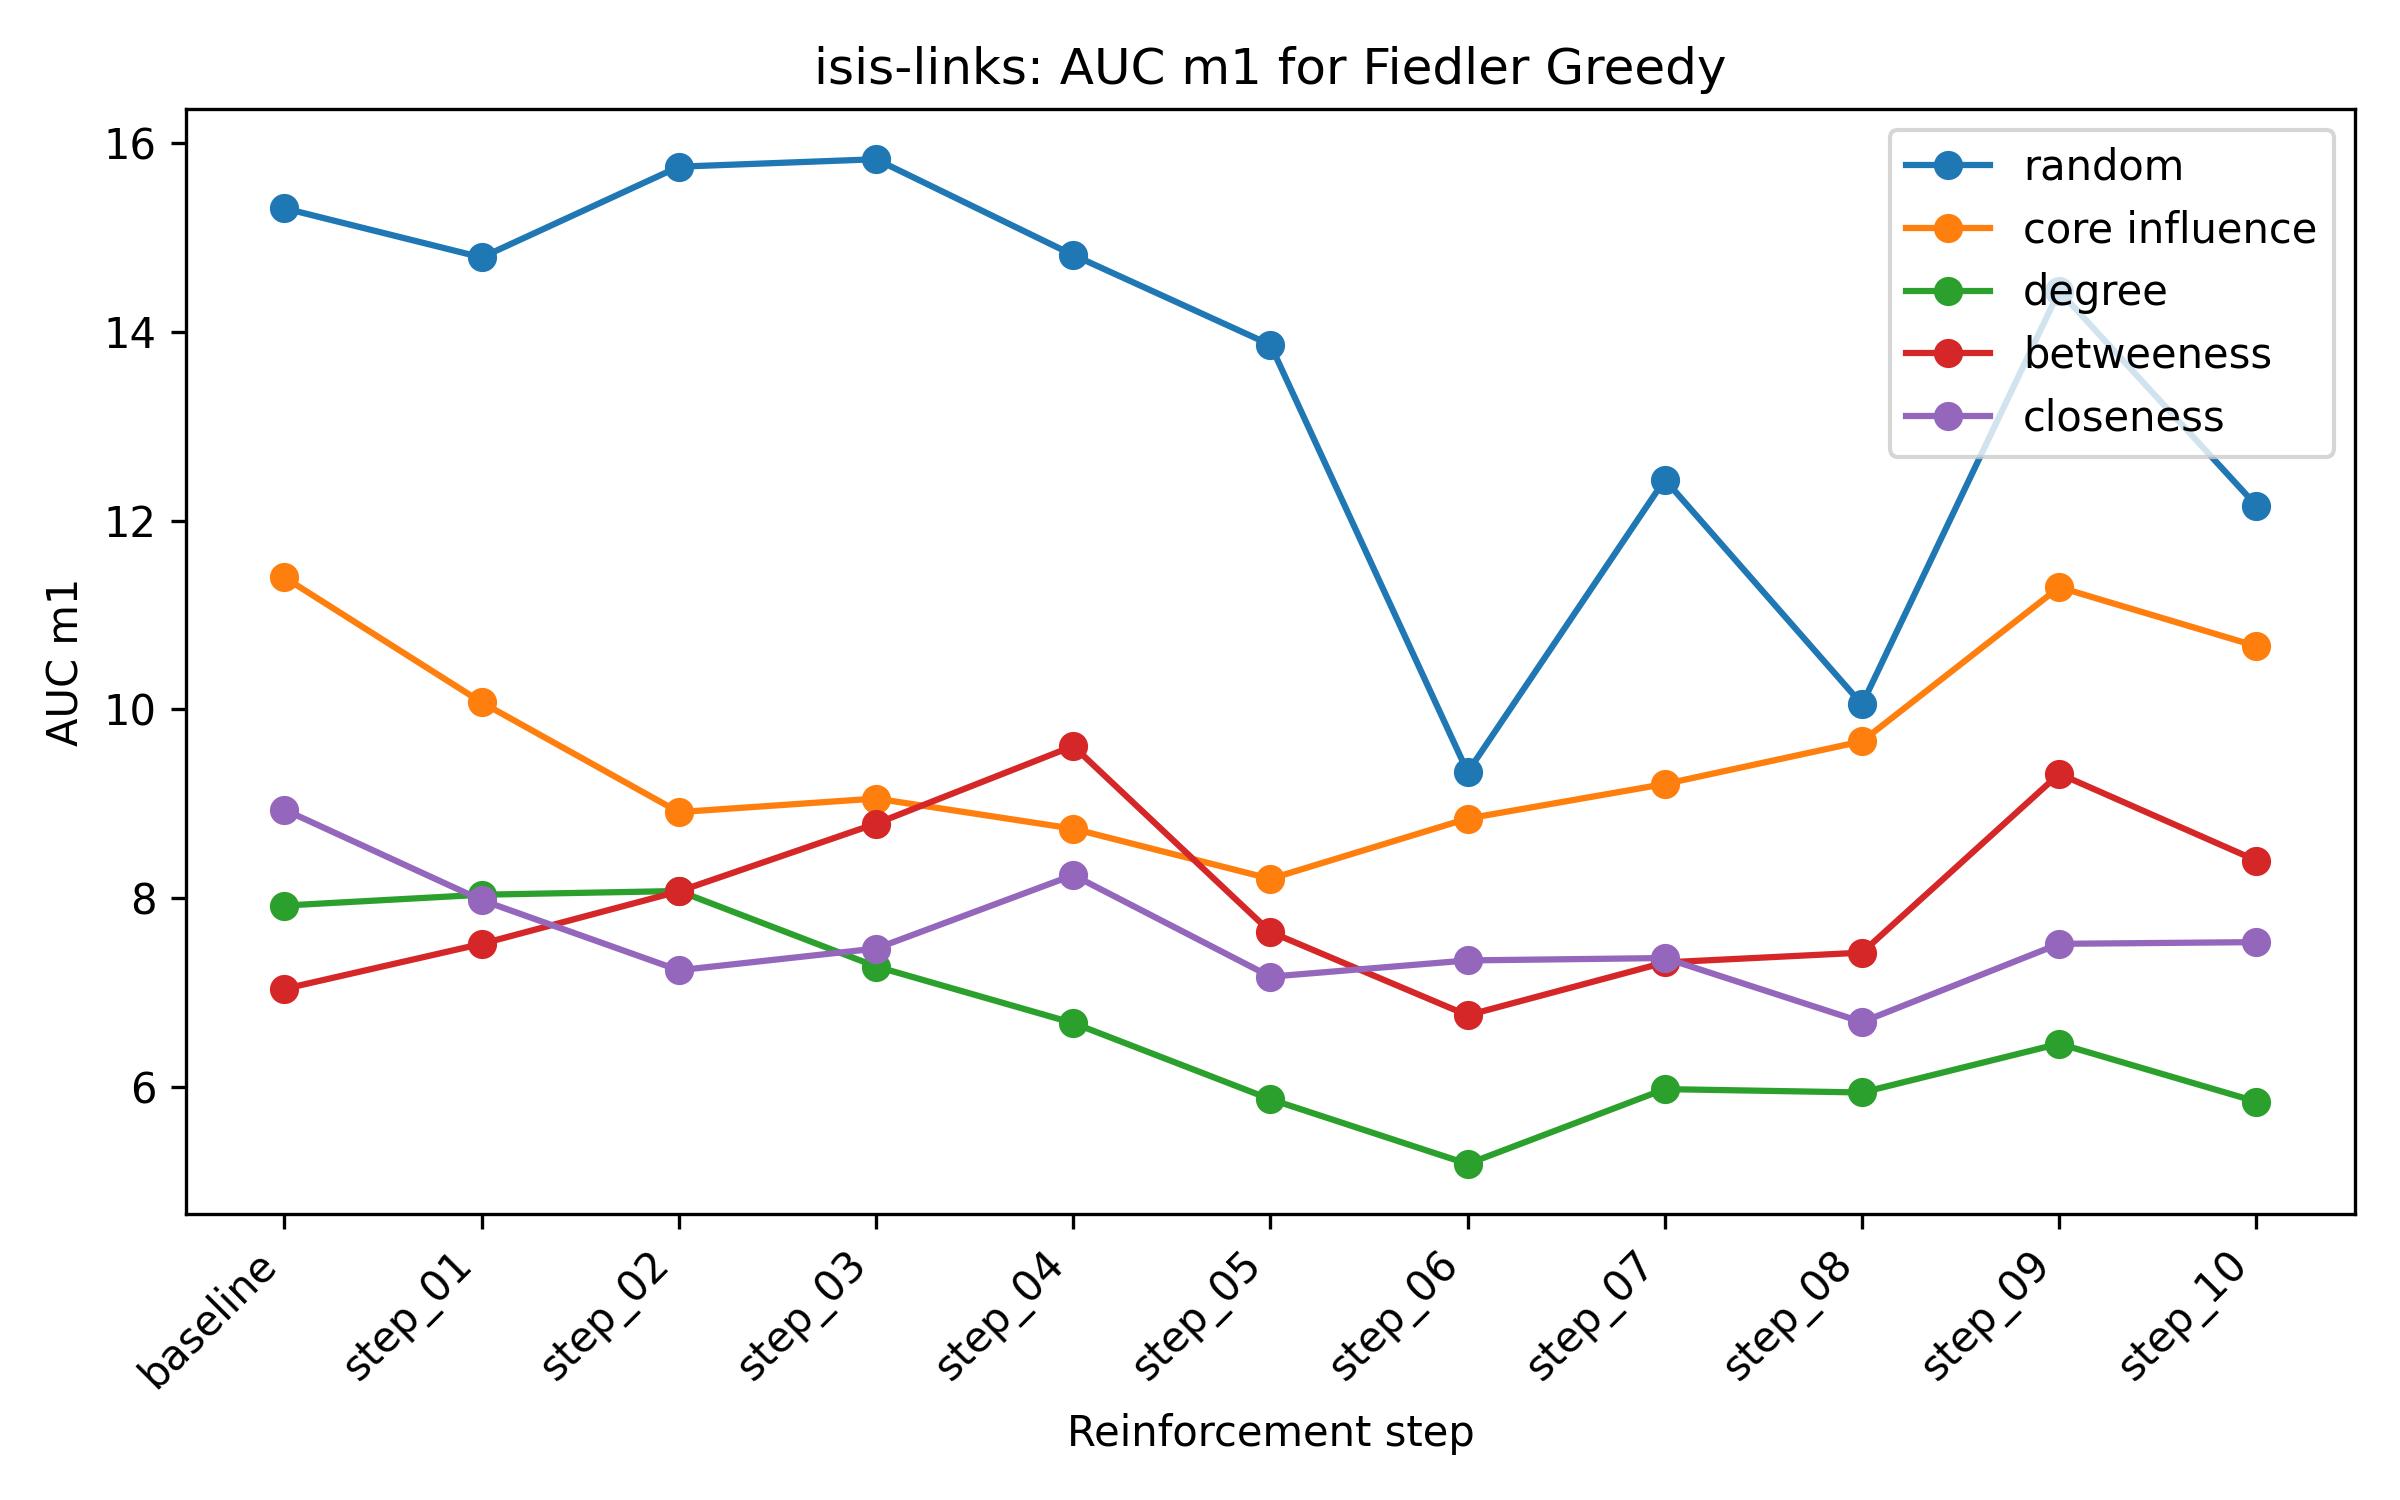 isis-links: AUC m1 for Fiedler Greedy
16
14
12
10
8
6
AUC m1
random
core influence
degree
betweeness
closeness
baseline
step_01
step_02
step_03
step_04
step_05
step_06
step_07
step_08
step_09
step_10
Reinforcement step